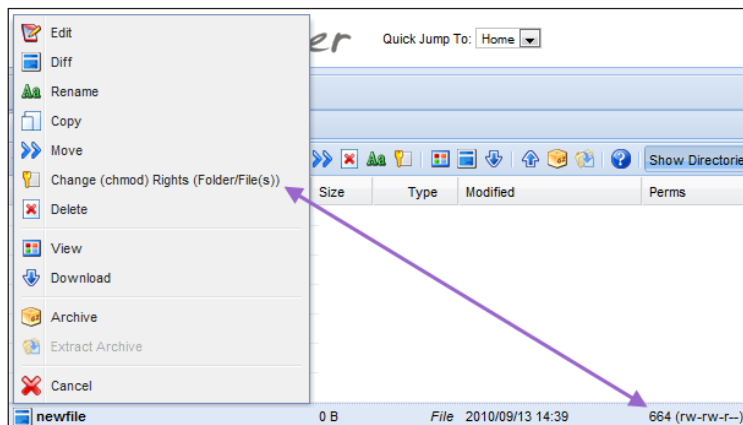 Edit
Diff
Rename
Copy
Move
Change (chmod) Rights (Folder/File(s))
Delete
View
Download
Archive
Extract Archive
Cancel
Quick Jump To: Home
Show Directorie
Size Type Modified Perms
newfile 0 B File 2010/09/13 14:39 664 (rw-rw-r--)